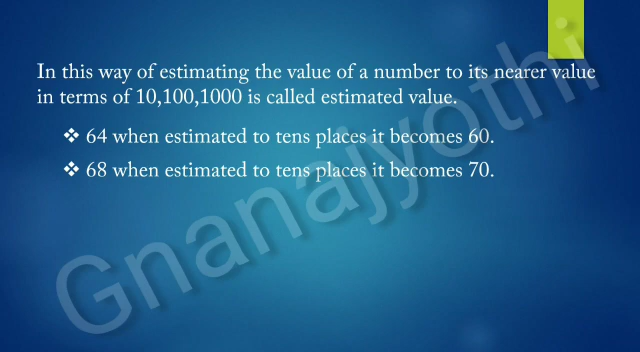 In this way of estimating the value of a number to its nearer value
in terms of 10,100,1000 is called estimated value.
❖ 64 when estimated to tens places it becomes 60.
❖ 68 when estimated to tens places it becomes 70.
Gnanajyothi